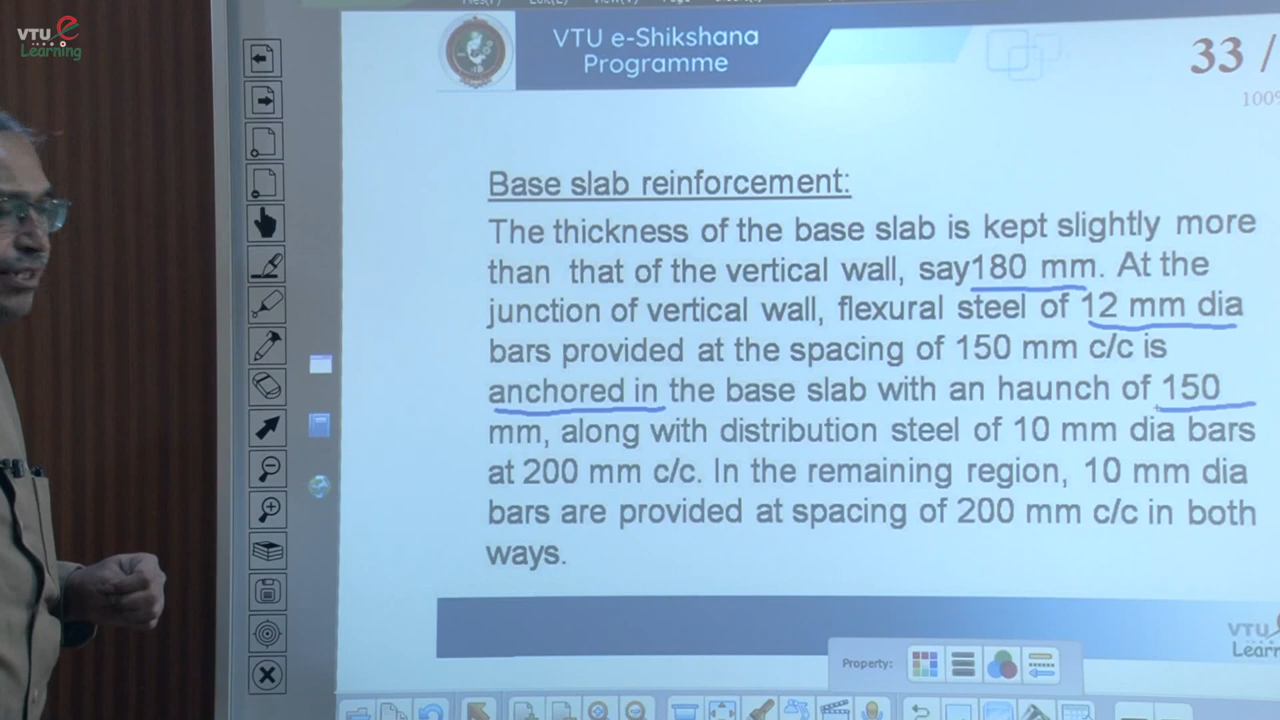 VTU e
Learning
VTU e-Shikshana
Programme
33 /
100%
Base slab reinforcement:
The thickness of the base slab is kept slightly more
than that of the vertical wall, say180 mm. At the
junction of vertical wall, flexural steel of 12 mm dia
bars provided at the spacing of 150 mm c/c is
anchored in the base slab with an haunch of 150
mm, along with distribution steel of 10 mm dia bars
at 200 mm c/c. In the remaining region, 10 mm dia
bars are provided at spacing of 200 mm c/c in both
ways.
VTU
Learn
Property: